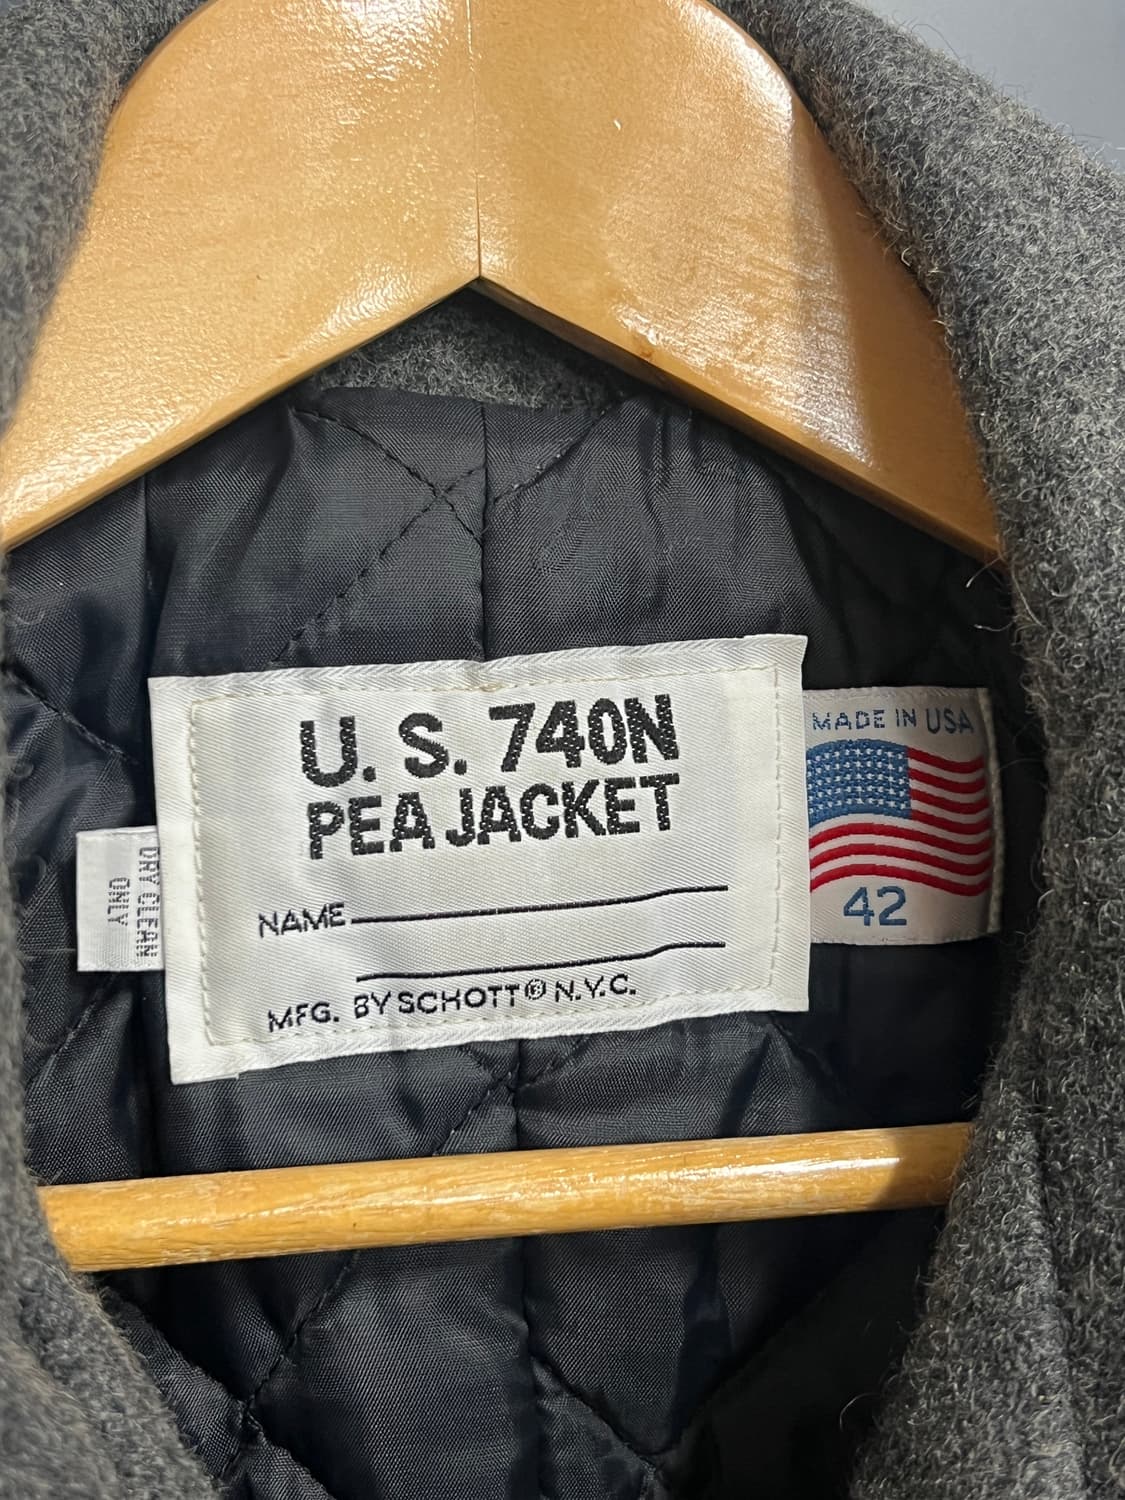 U. S. 740N
PEA JACKET
NAME
MFG. BY SCHOTT® N.Y.C.
MADE IN USA
42
DRY CLEAN
ONLY